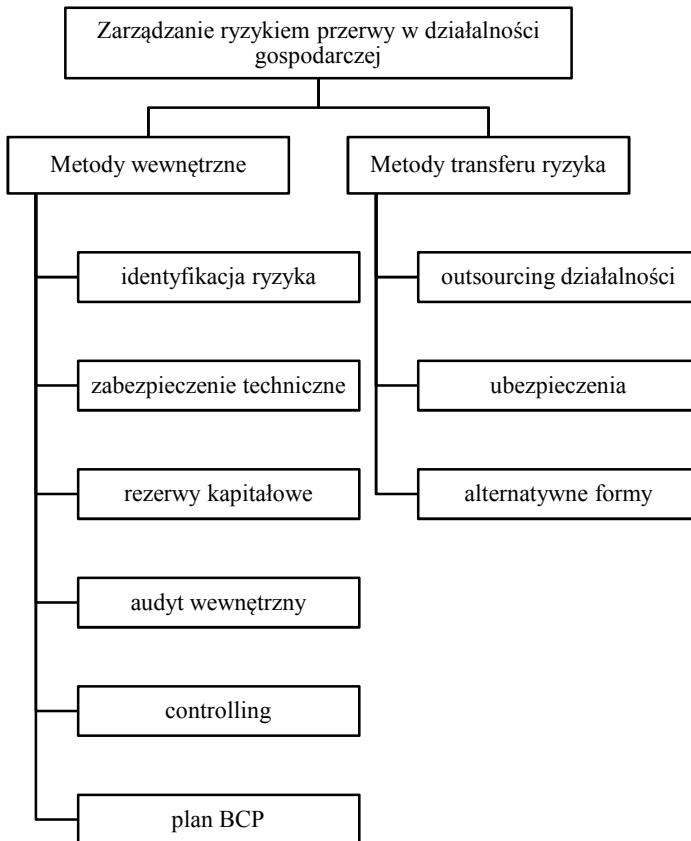 Zarządzanie ryzykiem przerwy w działalności
gospodarczej
Metody wewnętrzne
Metody transferu ryzyka
identyfikacja ryzyka
outsourcing działalności
zabezpieczenie techniczne
ubezpieczenia
rezerwy kapitałowe
alternatywne formy
audyt wewnętrzny
controlling
plan BCP